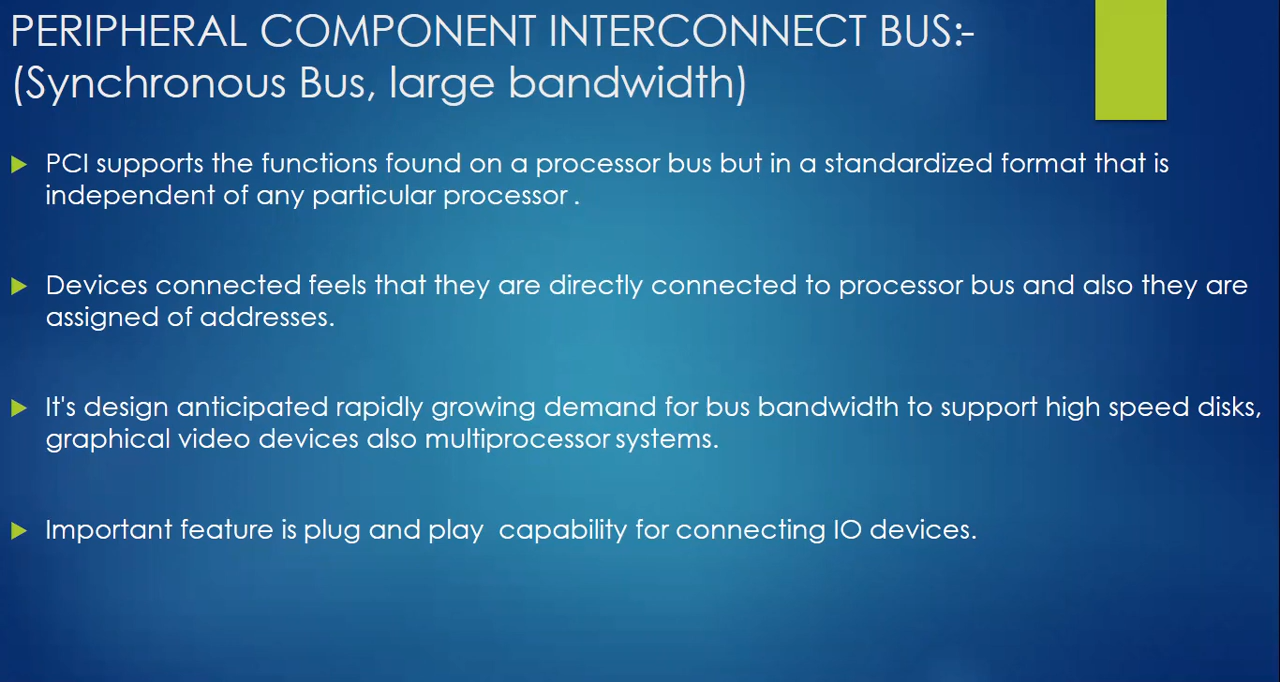 PERIPHERAL COMPONENT INTERCONNECT BUS:-
(Synchronous Bus, large bandwidth)
PCI supports the functions found on a processor bus but in a standardized format that is
independent of any particular processor .
Devices connected feels that they are directly connected to processor bus and also they are
assigned of addresses.
It's design anticipated rapidly growing demand for bus bandwidth to support high speed disks,
graphical video devices also multiprocessor systems.
Important feature is plug and play  capability for connecting IO devices.